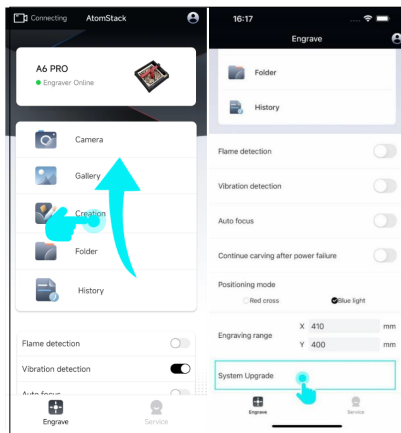 Connecting AtomStack
A6 PRO
Engraver Online
Camera
Gallery
Creation
Folder
History
Flame detection
Vibration detection
Auto focus
Engrave
Service
16:17
Engrave
Folder
History
Flame detection
Vibration detection
Auto focus
Continue carving after power failure
Positioning mode
Red cross Blue light
Engraving range
X 410 mm
Y 400 mm
System Upgrade
Engrave
Service